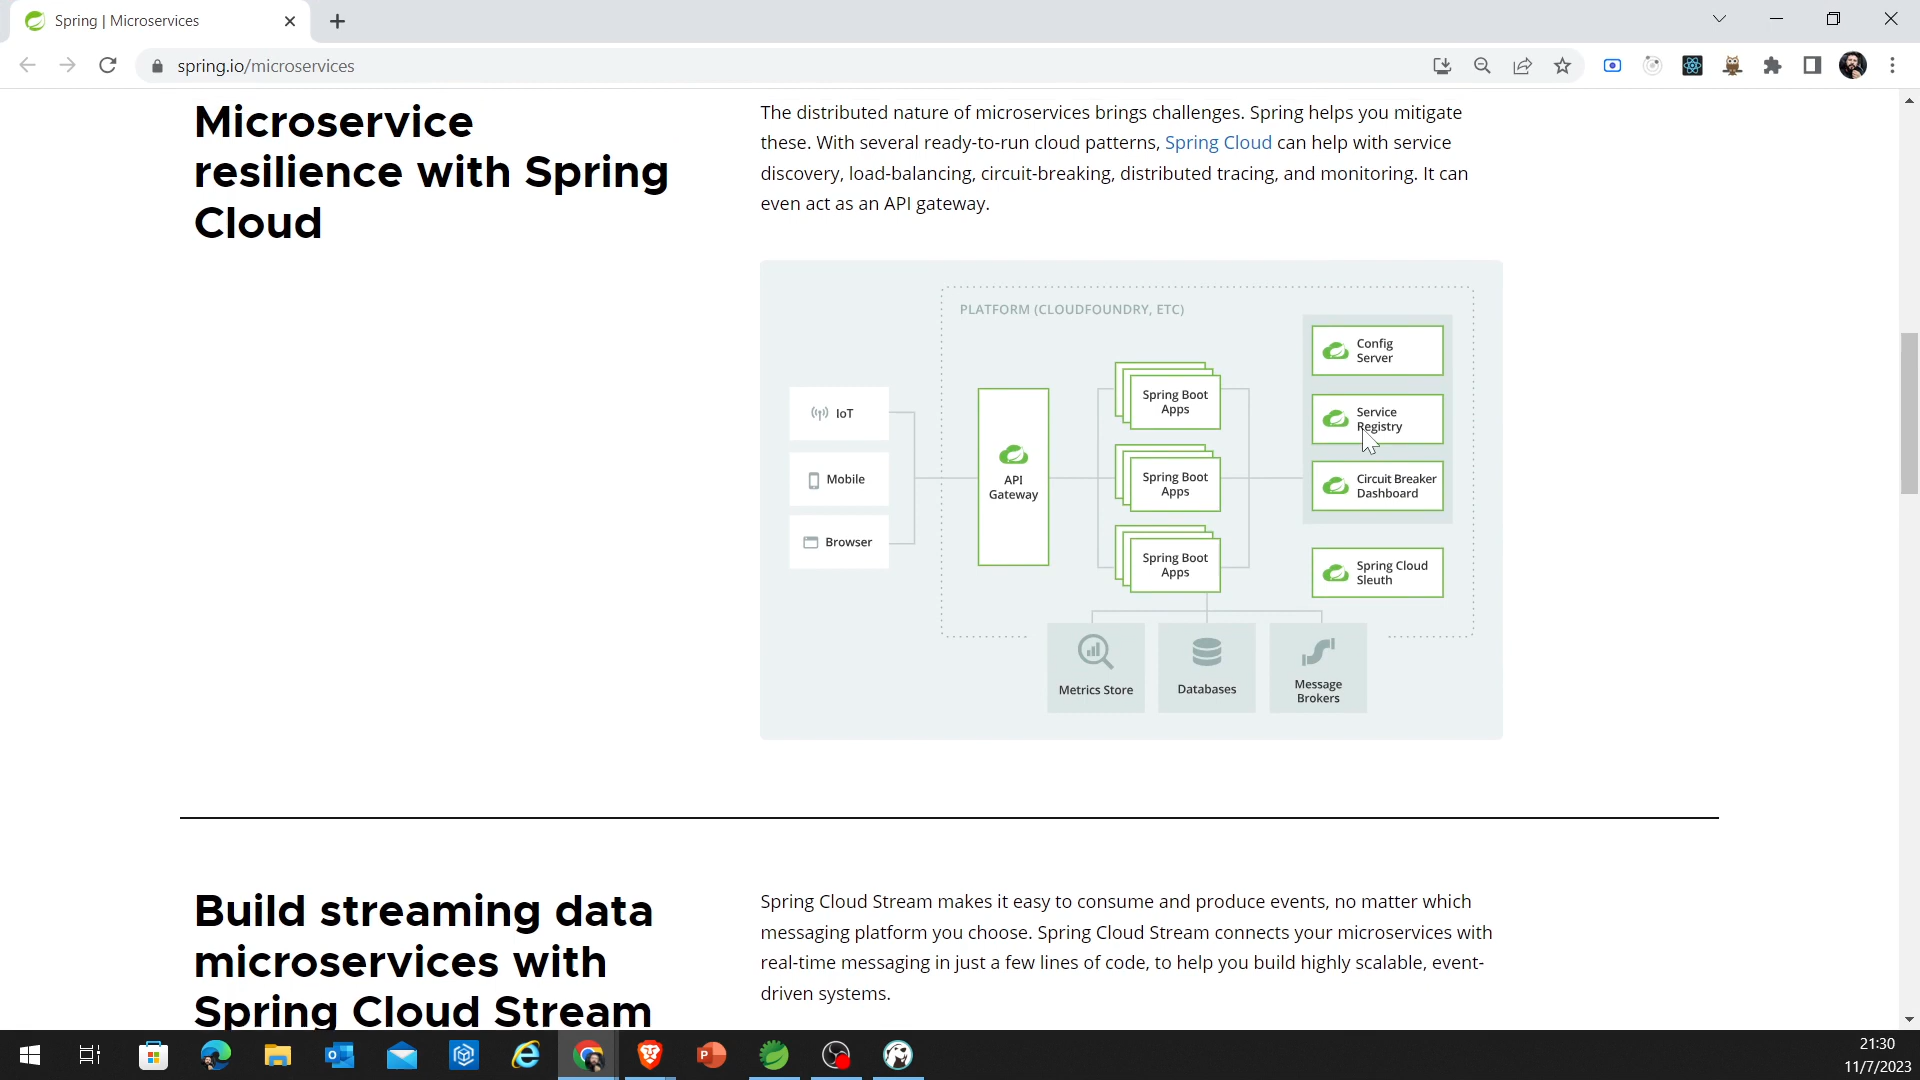 Spring | Microservices
spring.io/microservices
Microservice
resilience with Spring
Cloud
The distributed nature of microservices brings challenges. Spring helps you mitigate
these. With several ready-to-run cloud patterns, Spring Cloud can help with service
discovery, load-balancing, circuit-breaking, distributed tracing, and monitoring. It can
even act as an API gateway.
PLATFORM (CLOUDFOUNDRY, ETC)
IoT
Mobile
Browser
API
Gateway
Spring Boot
Apps
Spring Boot
Apps
Spring Boot
Apps
Config
Server
Service
Registry
Circuit Breaker
Dashboard
Spring Cloud
Sleuth
Metrics Store
Databases
Message
Brokers
Build streaming data
microservices with
Spring Cloud Stream
Spring Cloud Stream makes it easy to consume and produce events, no matter which
messaging platform you choose. Spring Cloud Stream connects your microservices with
real-time messaging in just a few lines of code, to help you build highly scalable, event-
driven systems.
21:30
11/7/2023